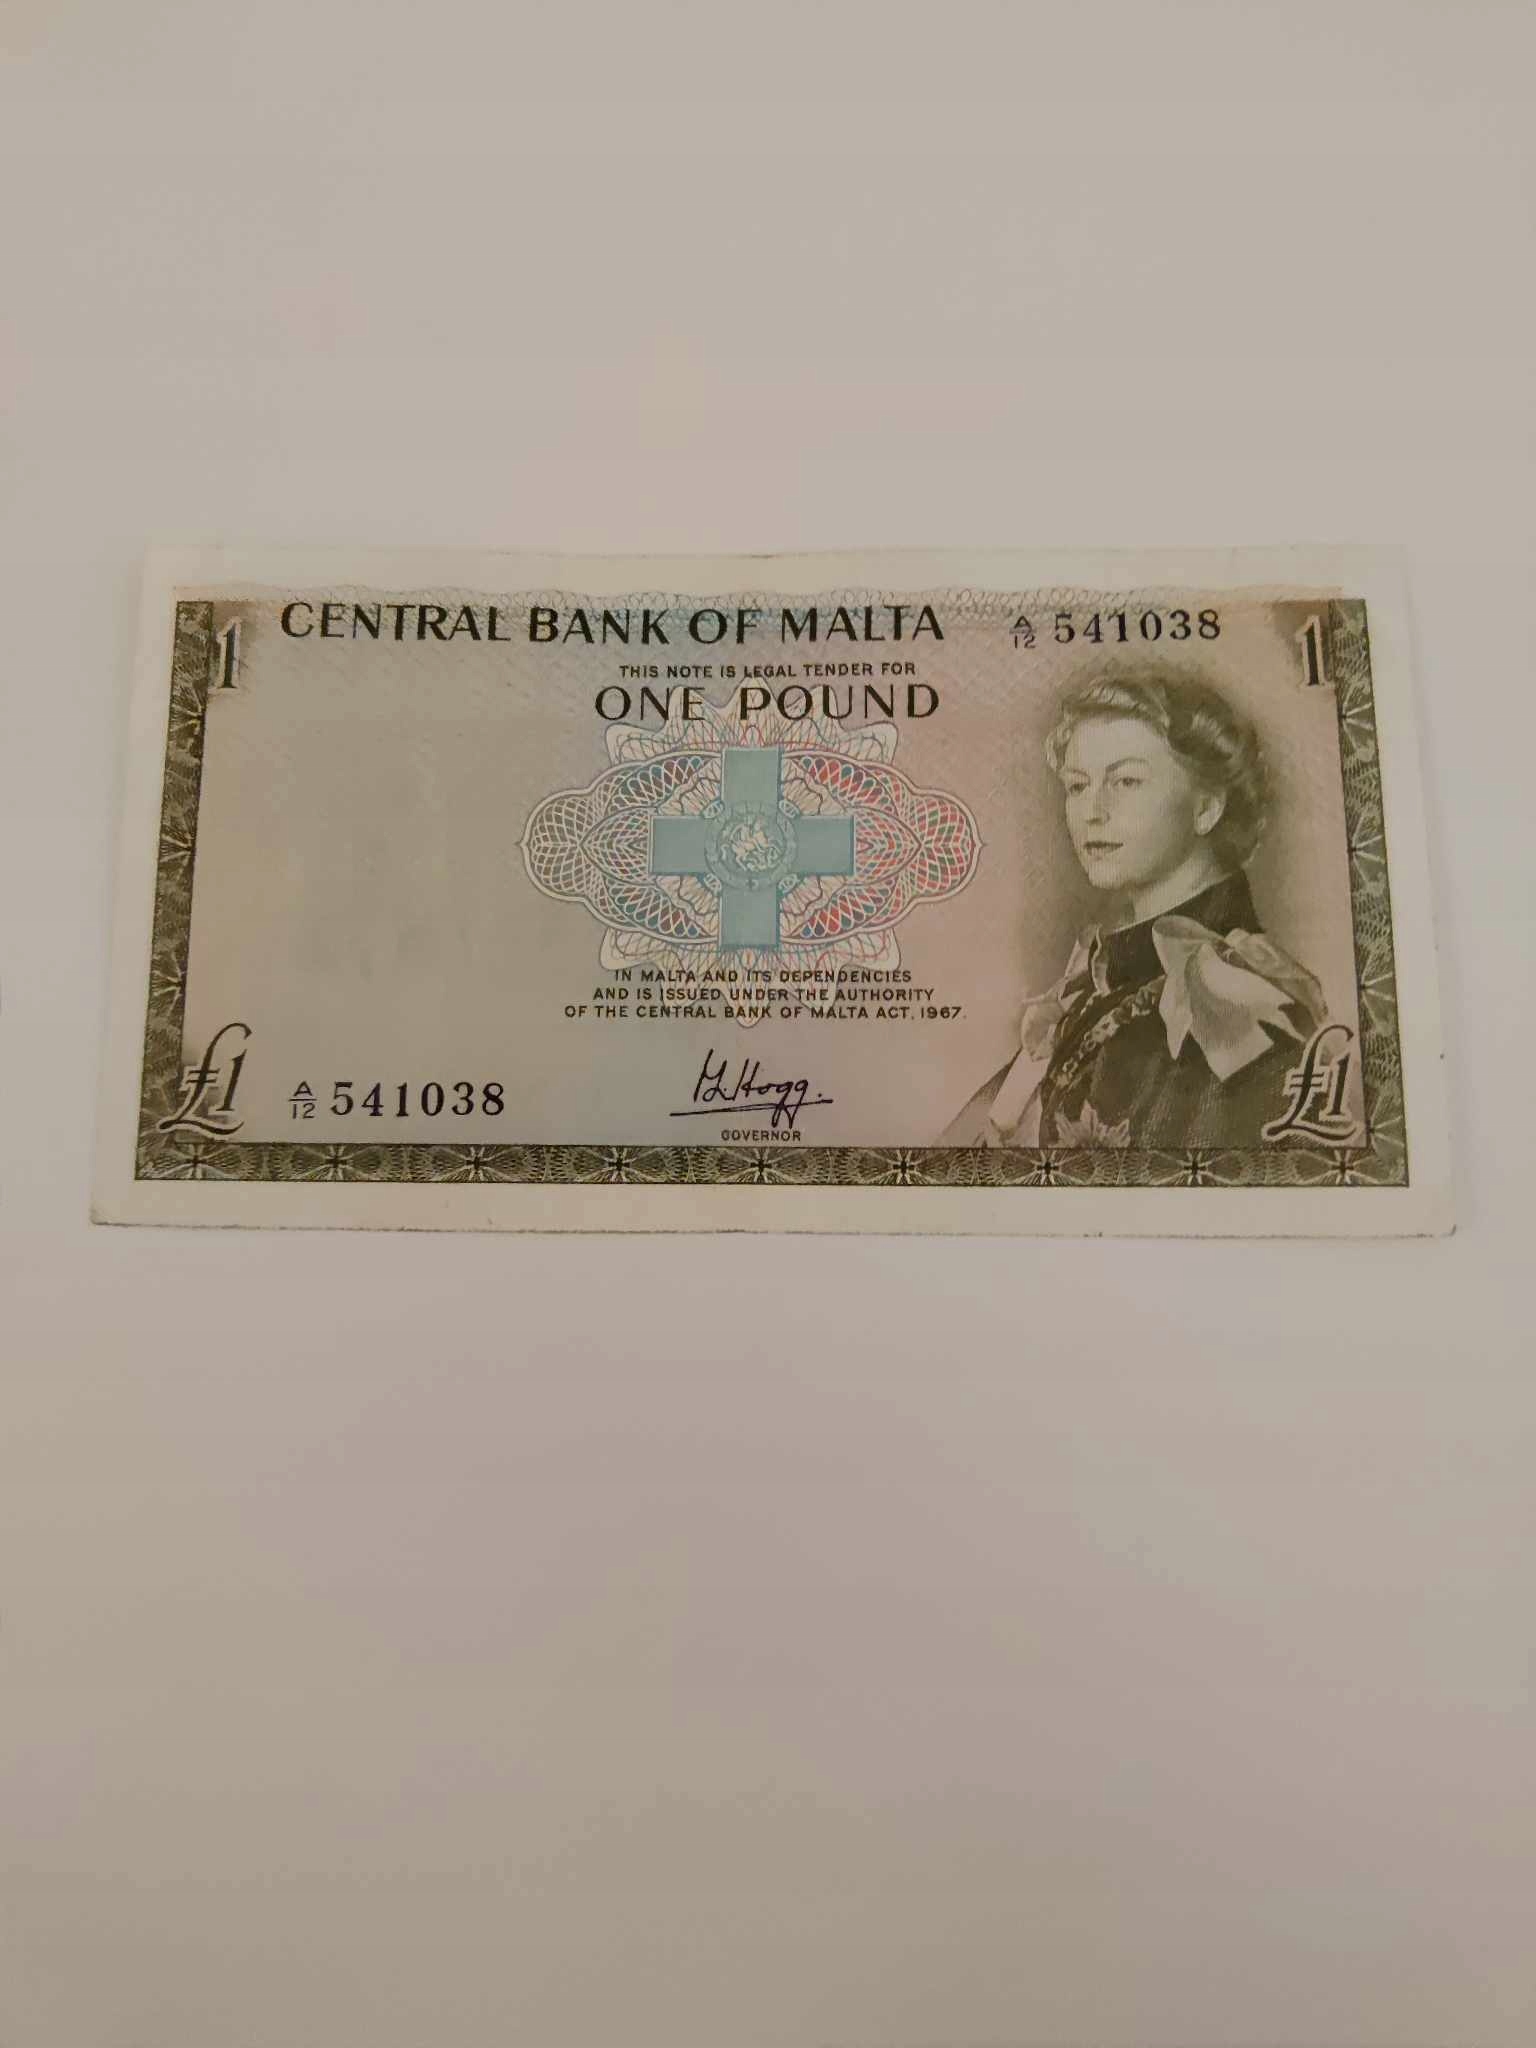 1
CENTRAL BANK OF MALTA
A/12 541038
1
THIS NOTE IS LEGAL TENDER FOR
ONE POUND
IN MALTA AND ITS DEPENDENCIES
AND IS ISSUED UNDER THE AUTHORITY
OF THE CENTRAL BANK OF MALTA ACT, 1967.
£1
A/12 541038
P.L. Hogg.
GOVERNOR
£1